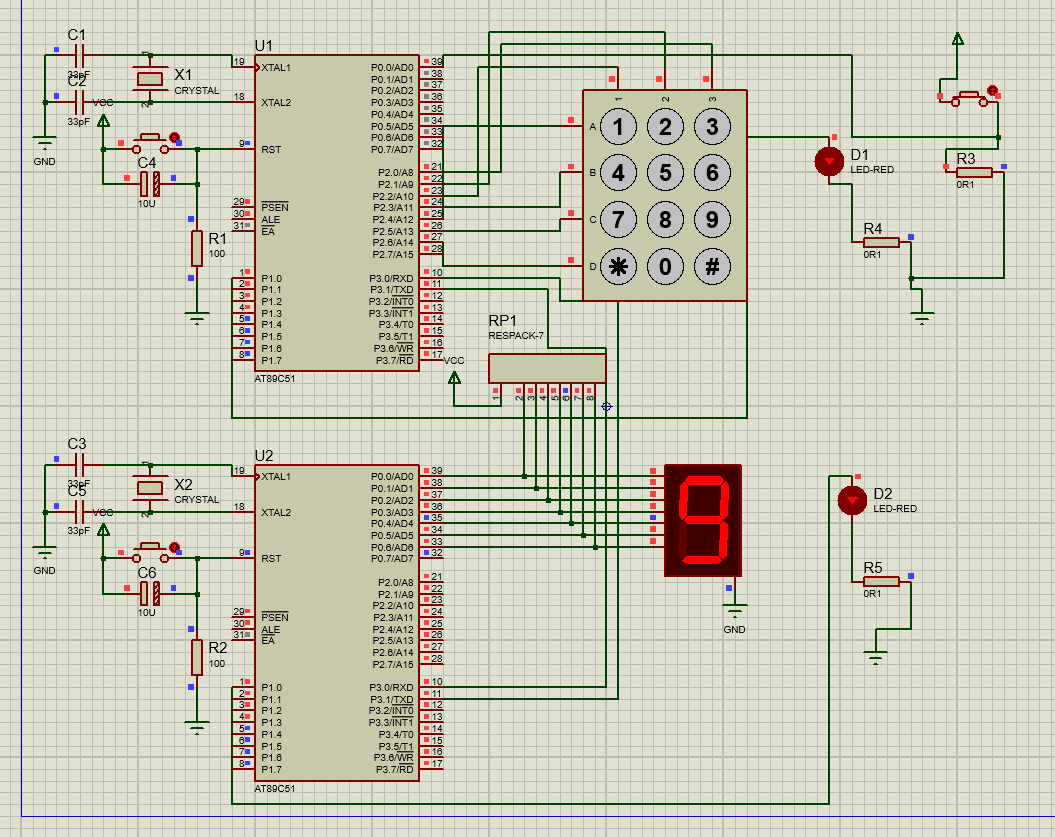 C1
33pF
C2
33pF
VCC
GND
X1
CRYSTAL
1
2
C4
10U
R1
100
U1
19 XTAL1
18 XTAL2
9 RST
29 PSEN
30 ALE
31 EA
1 P1.0
2 P1.1
3 P1.2
4 P1.3
5 P1.4
6 P1.5
7 P1.6
8 P1.7
P0.0/AD0 39
P0.1/AD1 38
P0.2/AD2 37
P0.3/AD3 36
P0.4/AD4 35
P0.5/AD5 34
P0.6/AD6 33
P0.7/AD7 32
P2.0/A8 21
P2.1/A9 22
P2.2/A10 23
P2.3/A11 24
P2.4/A12 25
P2.5/A13 26
P2.6/A14 27
P2.7/A15 28
P3.0/RXD 10
P3.1/TXD 11
P3.2/INT0 12
P3.3/INT1 13
P3.4/T0 14
P3.5/T1 15
P3.6/WR 16
P3.7/RD 17
AT89C51
1 2 3
A 1 2 3
B 4 5 6
C 7 8 9
D * 0 #
D1
LED-RED
R3
0R1
R4
0R1
RP1
RESPACK-7
VCC
1 2 3 4 5 6 7 8
C3
33pF
C5
33pF
VCC
GND
X2
CRYSTAL
1
2
C6
10U
R2
100
U2
19 XTAL1
18 XTAL2
9 RST
29 PSEN
30 ALE
31 EA
1 P1.0
2 P1.1
3 P1.2
4 P1.3
5 P1.4
6 P1.5
7 P1.6
8 P1.7
P0.0/AD0 39
P0.1/AD1 38
P0.2/AD2 37
P0.3/AD3 36
P0.4/AD4 35
P0.5/AD5 34
P0.6/AD6 33
P0.7/AD7 32
P2.0/A8 21
P2.1/A9 22
P2.2/A10 23
P2.3/A11 24
P2.4/A12 25
P2.5/A13 26
P2.6/A14 27
P2.7/A15 28
P3.0/RXD 10
P3.1/TXD 11
P3.2/INT0 12
P3.3/INT1 13
P3.4/T0 14
P3.5/T1 15
P3.6/WR 16
P3.7/RD 17
AT89C51
9
GND
D2
LED-RED
R5
0R1